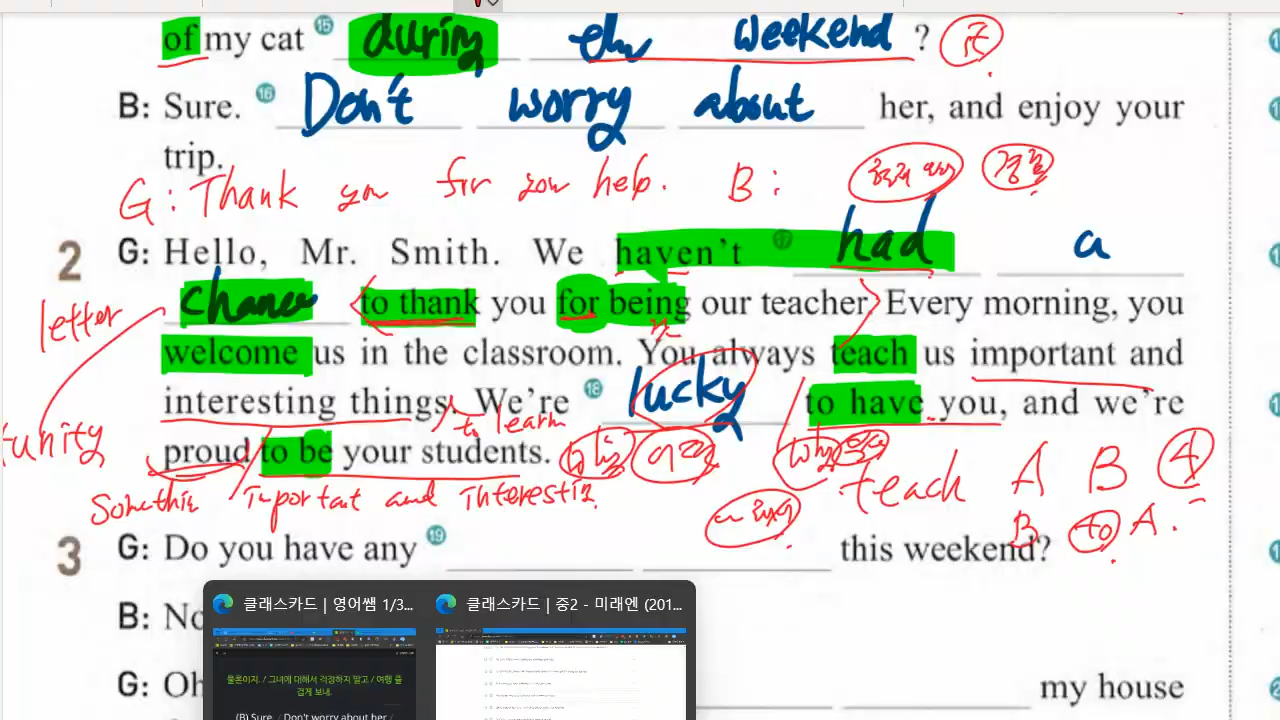 of my cat 15 during the weekend ?
B: Sure. 16 Don't worry about her, and enjoy your
trip.
G: Thank you for your help. B:
2 G: Hello, Mr. Smith. We haven't 17 had a
chance to thank you for being our teacher. Every morning, you
letter
welcome us in the classroom. You always teach us important and
interesting things. We're 18 lucky to have you, and we're
to learn
tunity
proud to be your students.
teach A B 4
something important and interesting
B to A.
3 G: Do you have any 19 this weekend?
B: No
G: Oh my house
클래스카드 | 영어쌤 1/3...
클래스카드 | 중2 - 미래엔 (201...
물론이지. / 그녀에 대해서 걱정하지 말고 / 여행 즐
겁게 보내.
(B) Sure. / Don't worry about her /